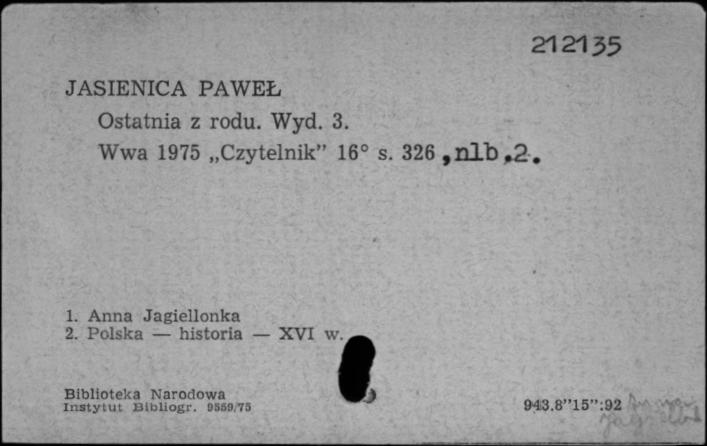 212135
JASIENICA PAWEŁ
Ostatnia z rodu. Wyd. 3.
Wwa 1975 „Czytelnik” 16° s. 326 ,nlb.2.
1. Anna Jagiellonka
2. Polska — historia — XVI w.
Biblioteka Narodowa
Instytut Bibliogr. 9559/75
943.8”15”:92